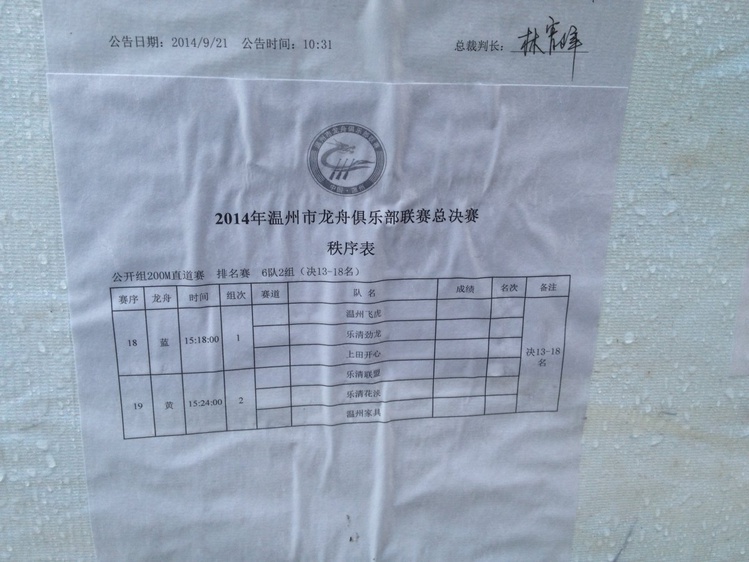 公告日期：2014/9/21 公告时间：10:31 总裁判长：
2014年温州市龙舟俱乐部联赛总决赛
秩序表
公开组200M直道赛 排名赛 6队2组（决13-18名）
赛序 龙舟 时间 组次 赛道 队名 成绩 名次 备注
温州飞虎
乐清劲龙
18 蓝 15:18:00 1
上田开心
决13-18名
乐清联盟
乐清花泳
19 黄 15:24:00 2
温州家具